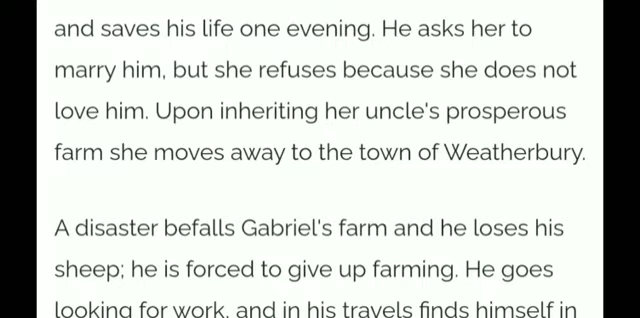 and saves his life one evening. He asks her to
marry him, but she refuses because she does not
love him. Upon inheriting her uncle's prosperous
farm she moves away to the town of Weatherbury.
A disaster befalls Gabriel's farm and he loses his
sheep; he is forced to give up farming. He goes
looking for work, and in his travels finds himself in